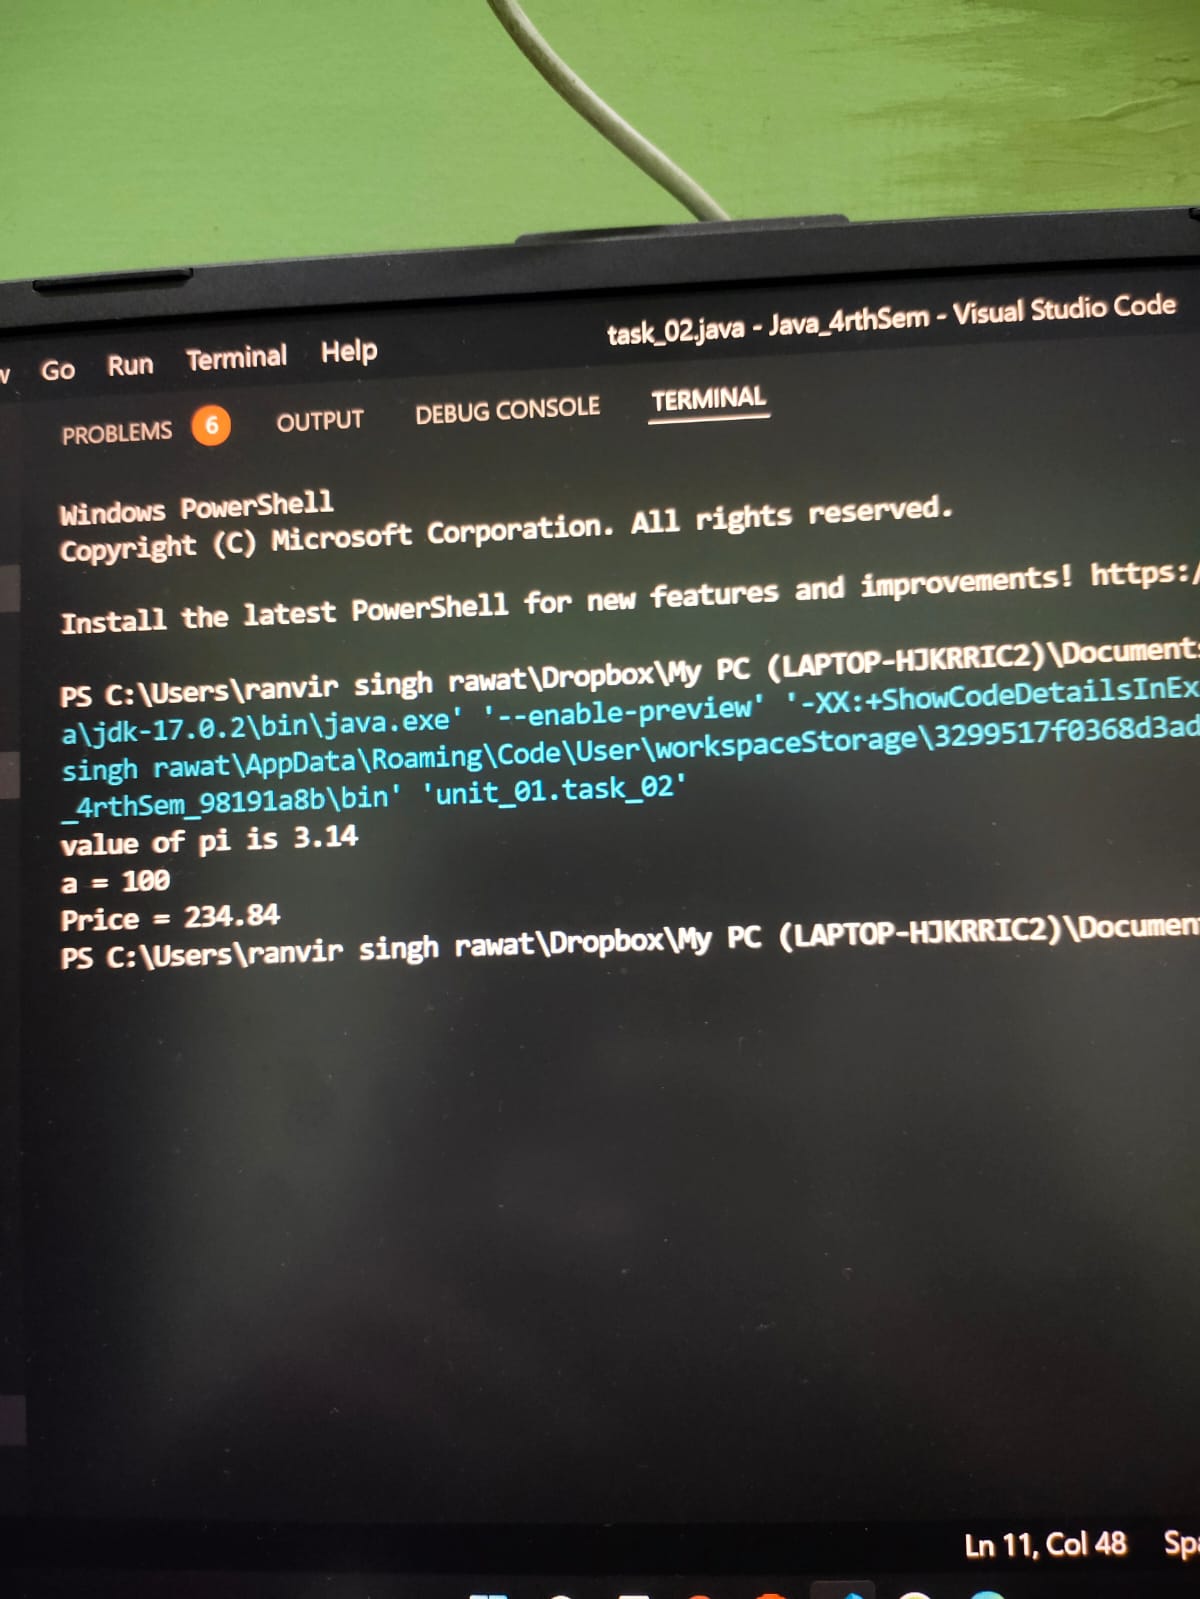 Go Run Terminal Help task_02.java - Java_4rthSem - Visual Studio Code
PROBLEMS 6 OUTPUT DEBUG CONSOLE TERMINAL
Windows PowerShell
Copyright (C) Microsoft Corporation. All rights reserved.
Install the latest PowerShell for new features and improvements! https:/
PS C:\Users\ranvir singh rawat\Dropbox\My PC (LAPTOP-HJKRRIC2)\Documents
a\jdk-17.0.2\bin\java.exe' '--enable-preview' '-XX:+ShowCodeDetailsInEx
singh rawat\AppData\Roaming\Code\User\workspaceStorage\3299517f0368d3ad
_4rthSem_98191a8b\bin' 'unit_01.task_02'
value of pi is 3.14
a = 100
Price = 234.84
PS C:\Users\ranvir singh rawat\Dropbox\My PC (LAPTOP-HJKRRIC2)\Documen
Ln 11, Col 48 Spa